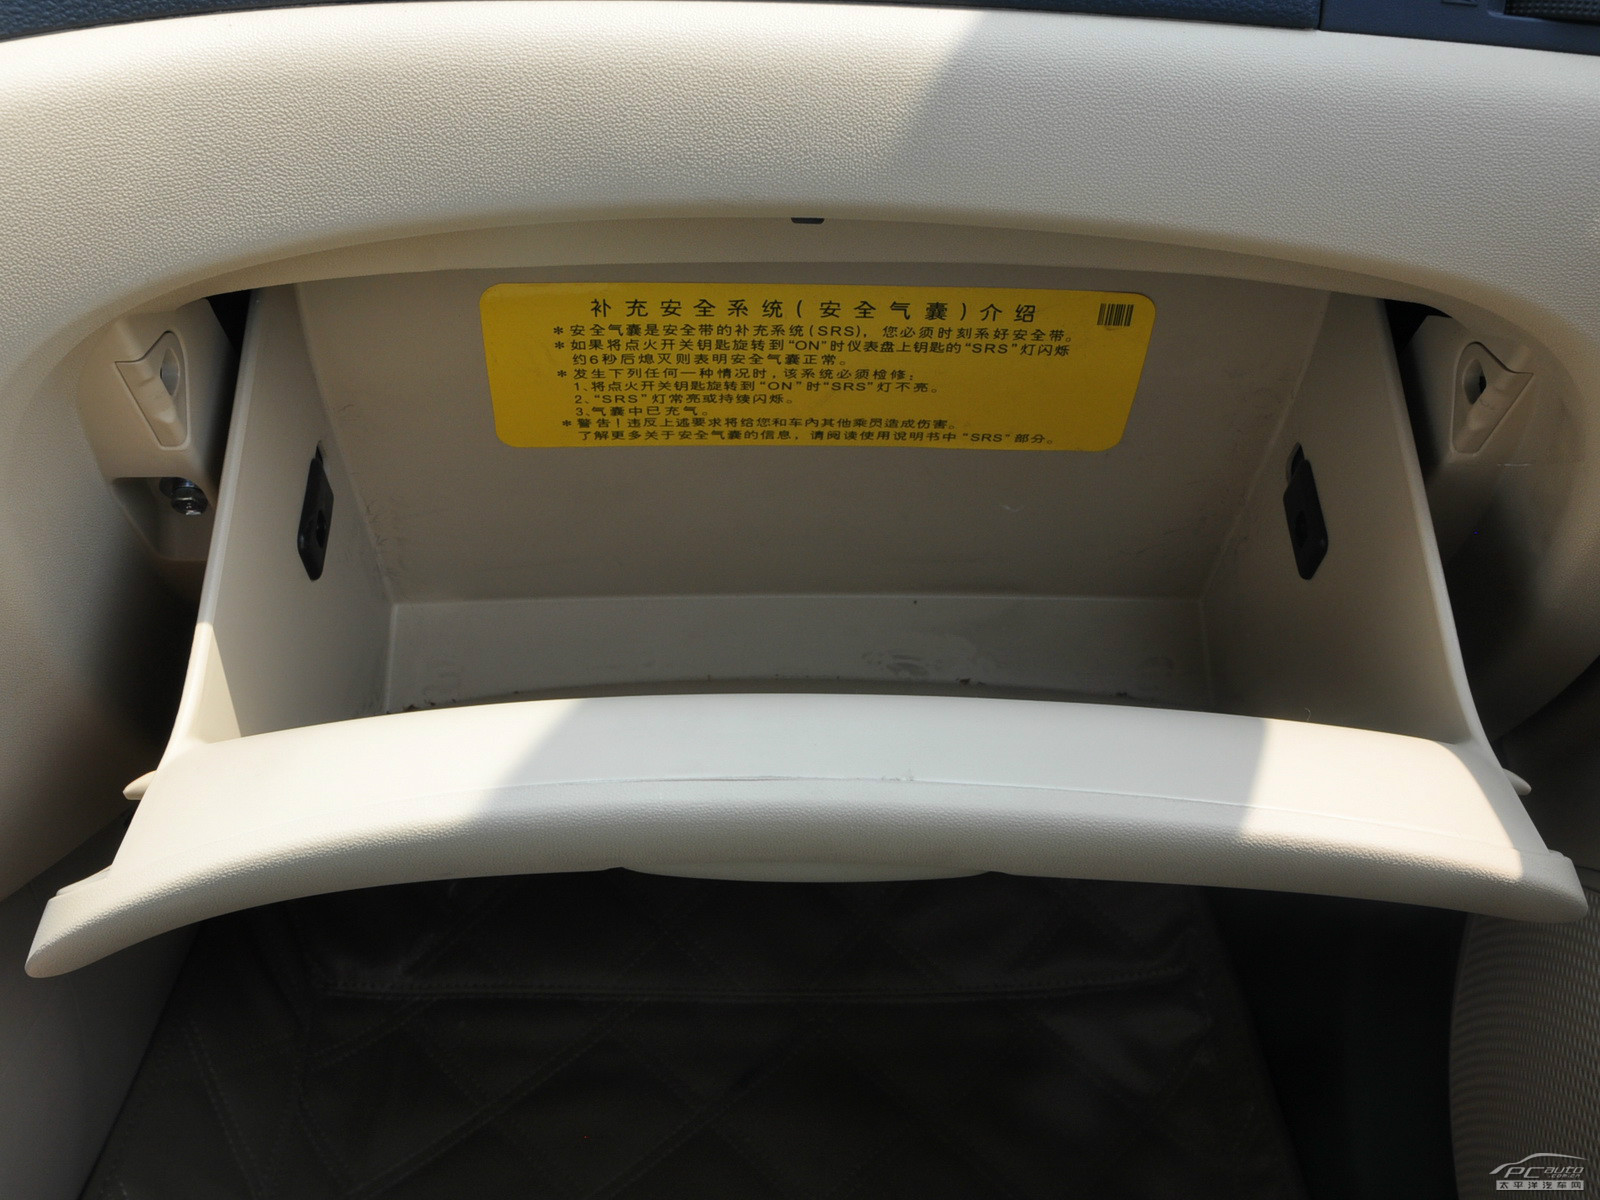 补充安全系统(安全气囊)介绍
*安全气囊是安全带的补充系统(SRS)，您必须时刻系好安全带。
*如果将点火开关钥匙旋转到“ON”时仪表盘上钥匙的“SRS”灯闪烁
约6秒后熄灭则表明安全气囊正常。
*发生下列任何一种情况时，该系统必须检修：
1、将点火开关钥匙旋转到“ON”时“SRS”灯不亮。
2、“SRS”灯常亮或持续闪烁。
3、气囊中已充气。
*警告！违反上述要求将给您和车内其他乘员造成伤害。
了解更多关于安全气囊的信息，请阅读使用说明书中“SRS”部分。
PCauto
.com.cn
太平洋汽车网